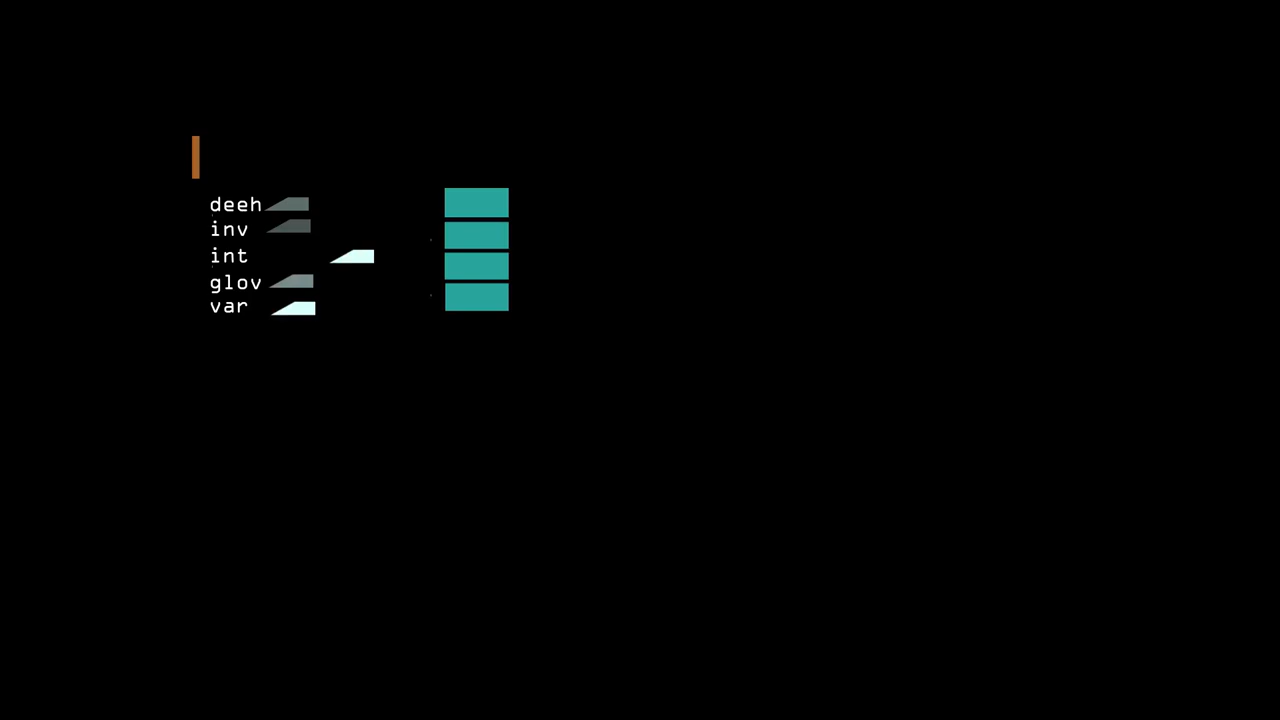 deeh
inv
int
glov
var